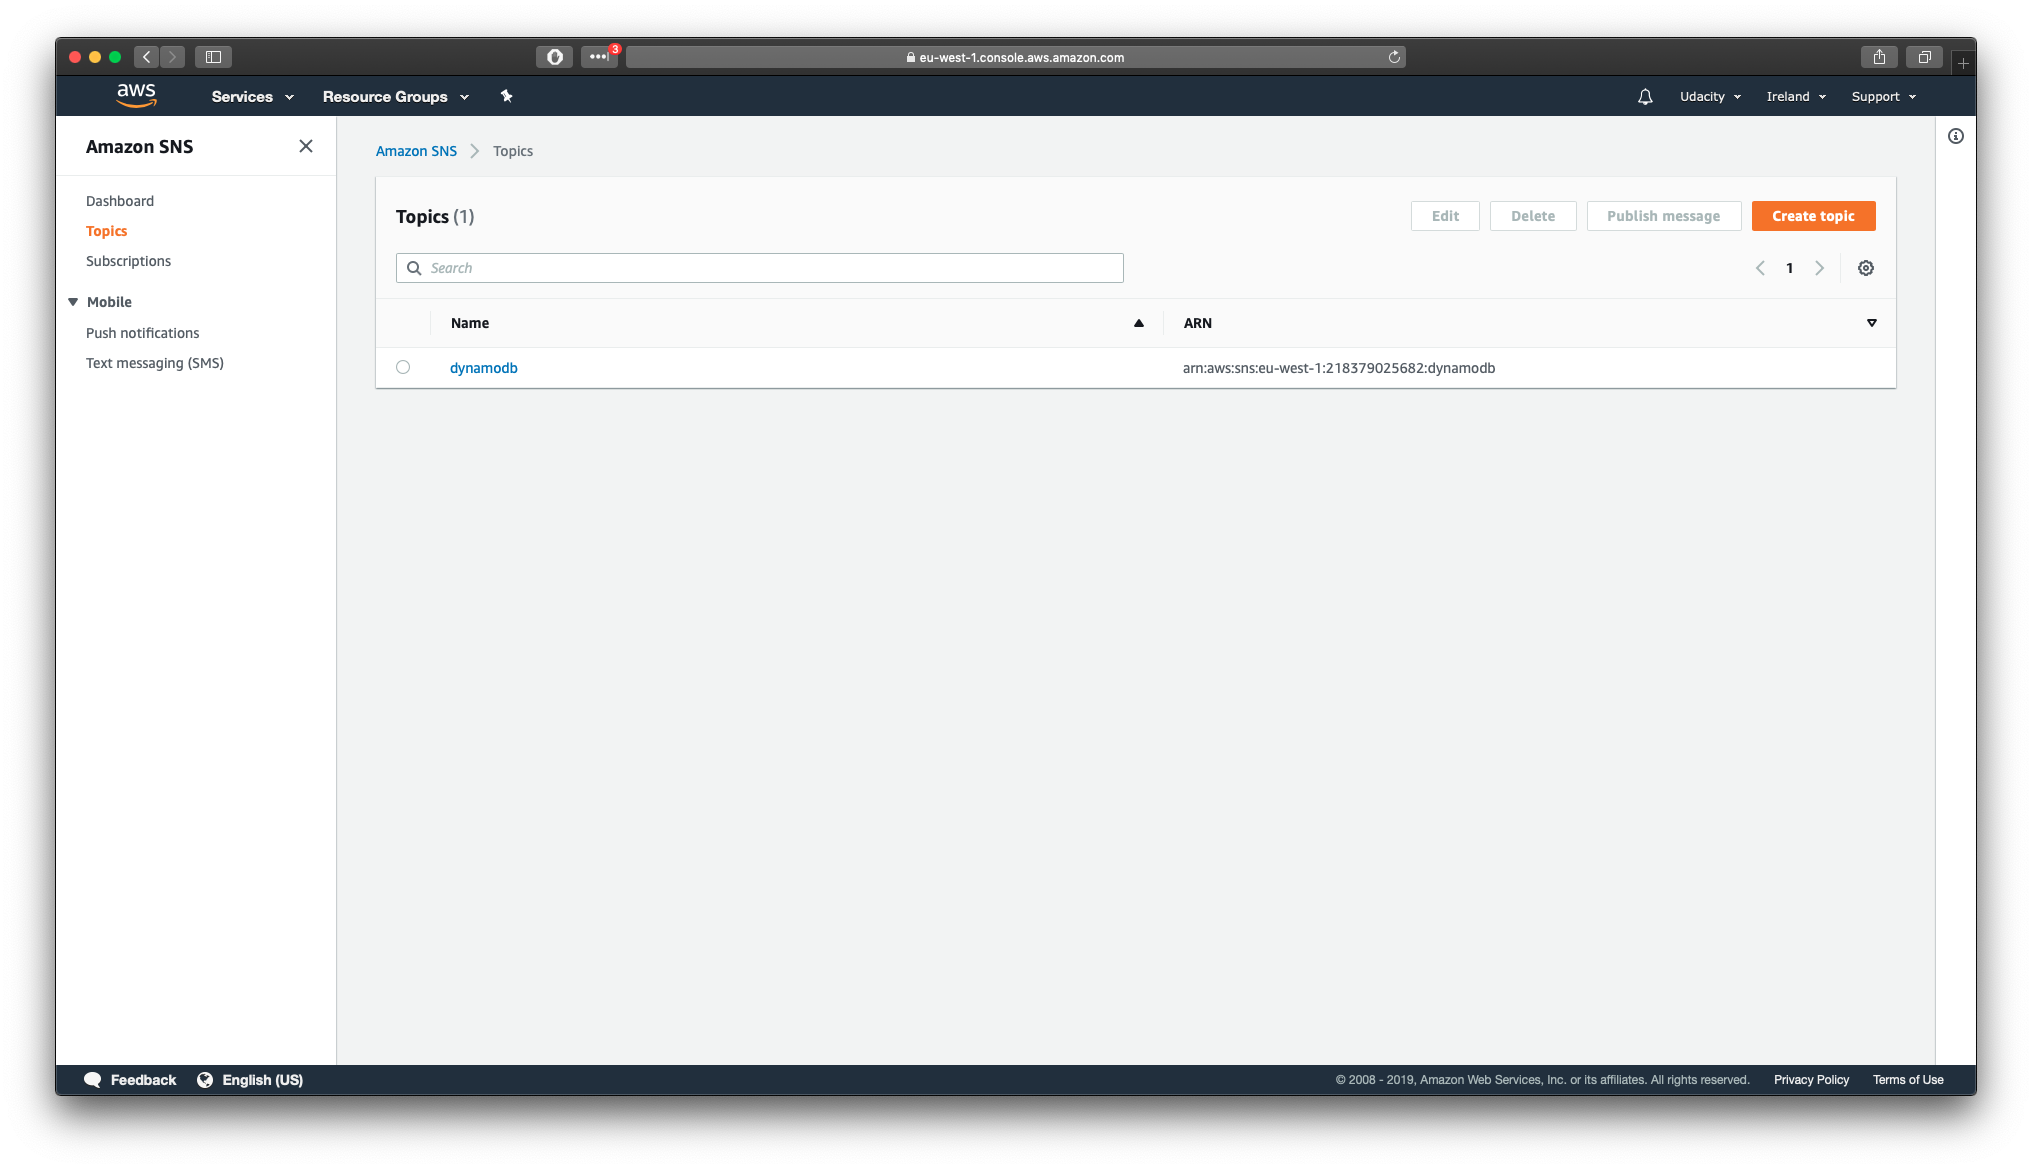 3
eu-west-1.console.aws.amazon.com
aws Services Resource Groups Udacity Ireland Support
Amazon SNS
Dashboard
Topics
Subscriptions
Mobile
Push notifications
Text messaging (SMS)
Amazon SNS Topics
Topics (1) Edit Delete Publish message Create topic
Search 1
Name ARN
dynamodb arn:aws:sns:eu-west-1:218379025682:dynamodb
Feedback English (US) © 2008 - 2019, Amazon Web Services, Inc. or its affiliates. All rights reserved. Privacy Policy Terms of Use